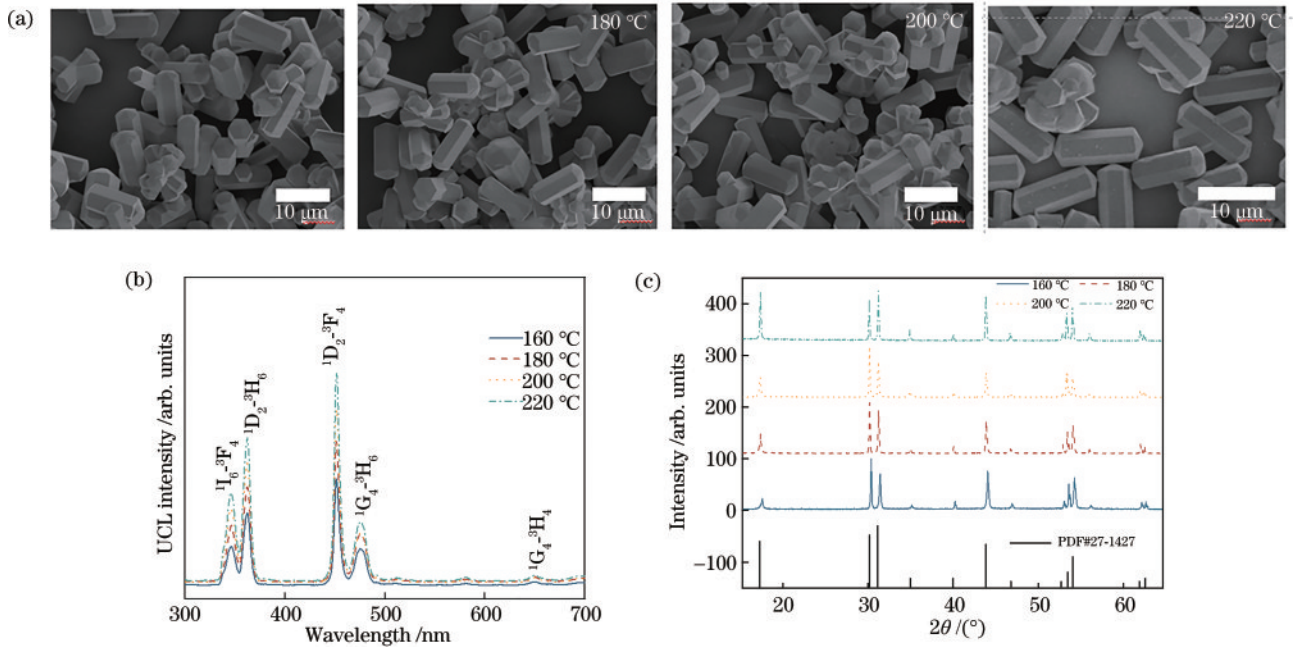 (a)
180 ℃
200 ℃
220 ℃
10 μm
10 μm
10 μm
10 μm
(b)
UCL intensity /arb. units
¹I₆-³F₄
¹D₂-³H₆
¹D₂-³F₄
¹G₄-³H₆
¹G₄-³H₄
160 ℃
180 ℃
200 ℃
220 ℃
300
400
500
600
700
Wavelength /nm
(c)
Intensity /arb. units
400
300
200
100
0
−100
160 ℃
180 ℃
200 ℃
220 ℃
PDF#27-1427
20
30
40
50
60
2θ /(°)